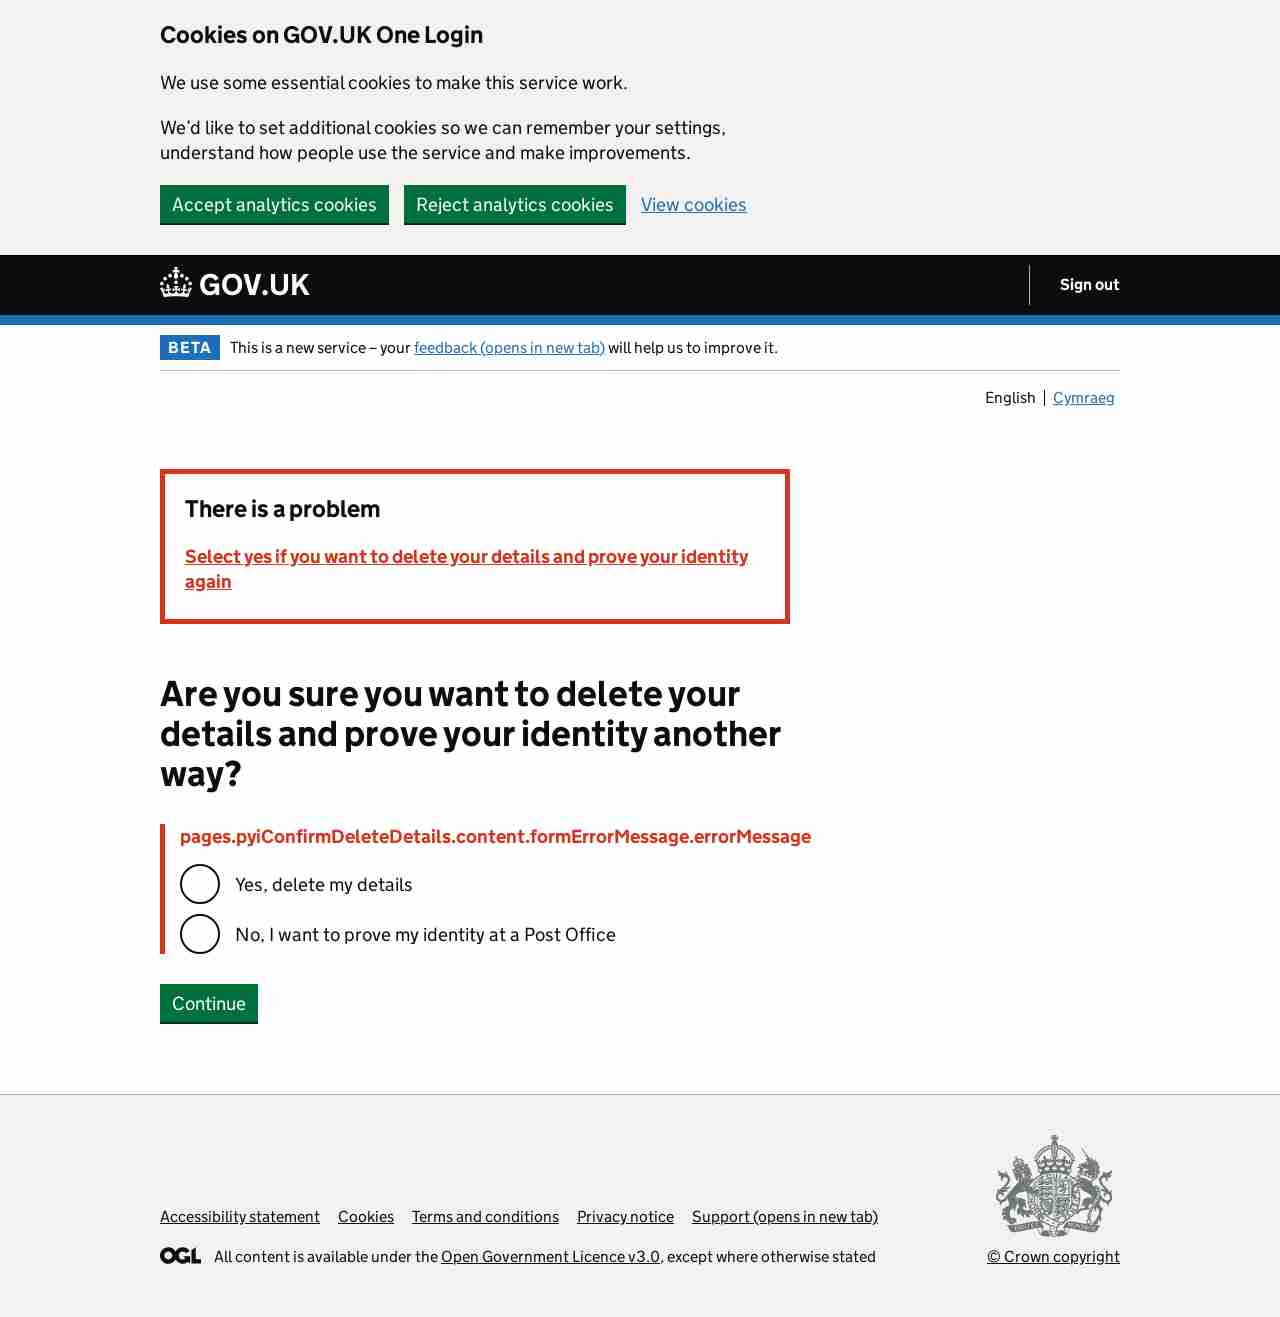 Cookies on GOV.UK One Login
We use some essential cookies to make this service work.
We'd like to set additional cookies so we can remember your settings,
understand how people use the service and make improvements.
Accept analytics cookies Reject analytics cookies View cookies
GOV.UK Sign out
BETA This is a new service – your feedback (opens in new tab) will help us to improve it.
English Cymraeg
There is a problem
Select yes if you want to delete your details and prove your identity
again
Are you sure you want to delete your
details and prove your identity another
way?
pages.pyiConfirmDeleteDetails.content.formErrorMessage.errorMessage
Yes, delete my details
No, I want to prove my identity at a Post Office
Continue
Accessibility statement Cookies Terms and conditions Privacy notice Support (opens in new tab)
OGL All content is available under the Open Government Licence v3.0, except where otherwise stated
© Crown copyright